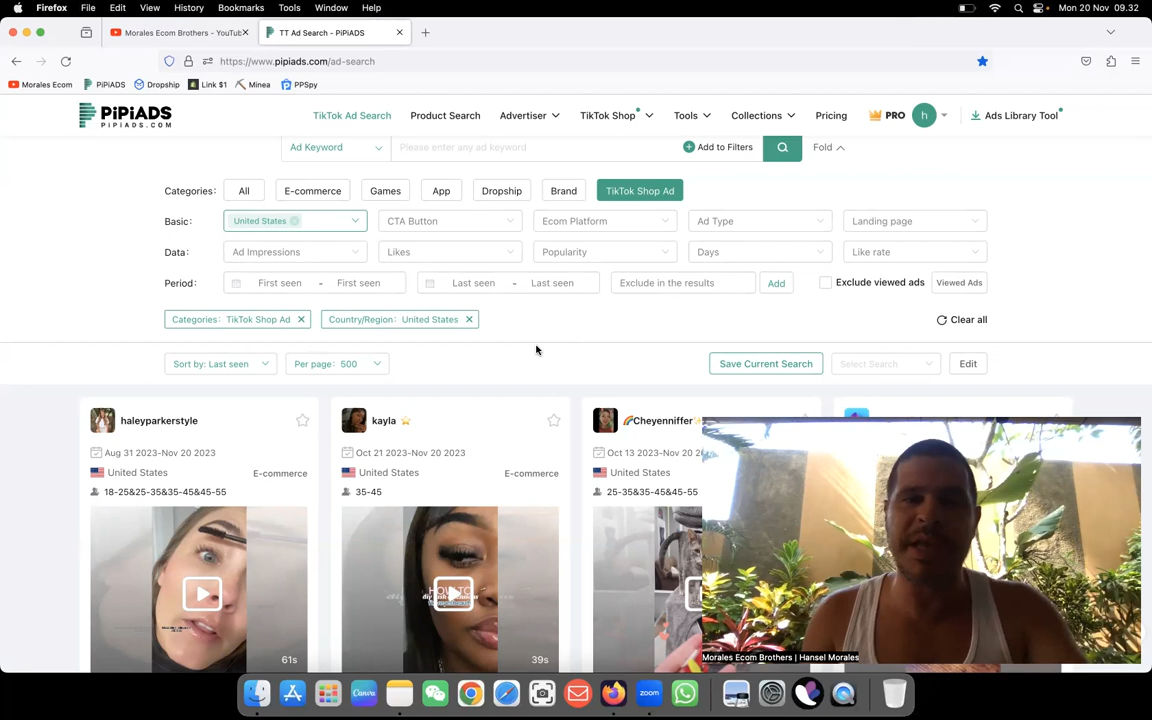 Firefox File Edit View History Bookmarks Tools Window Help Mon 20 Nov 09.32
Morales Ecom Brothers - YouTub TT Ad Search - PiPiADS
https://www.pipiads.com/ad-search
Morales Ecom PiPiADS Dropship Link $1 Minea PPSpy
PiPiADS
PIPIADS.COM
TikTok Ad Search Product Search Advertiser TikTok Shop Tools Collections Pricing PRO h Ads Library Tool
Ad Keyword Please enter any ad keyword Add to Filters Fold
Categories: All E-commerce Games App Dropship Brand TikTok Shop Ad
Basic: United States CTA Button Ecom Platform Ad Type Landing page
Data: Ad Impressions Likes Popularity Days Like rate
Period: First seen - First seen Last seen - Last seen Exclude in the results Add Exclude viewed ads Viewed Ads
Categories: TikTok Shop Ad Country/Region: United States Clear all
Sort by: Last seen Per page: 500 Save Current Search Select Search Edit
haleyparkerstyle
Aug 31 2023-Nov 20 2023
United States E-commerce
18-25&25-35&35-45&45-55
61s
kayla
Oct 21 2023-Nov 20 2023
United States E-commerce
35-45
HOW TO
39s
Cheyenniffer
Oct 13 2023-Nov 20 20
United States
25-35&35-45&45-55
Morales Ecom Brothers | Hansel Morales
Canva zoom